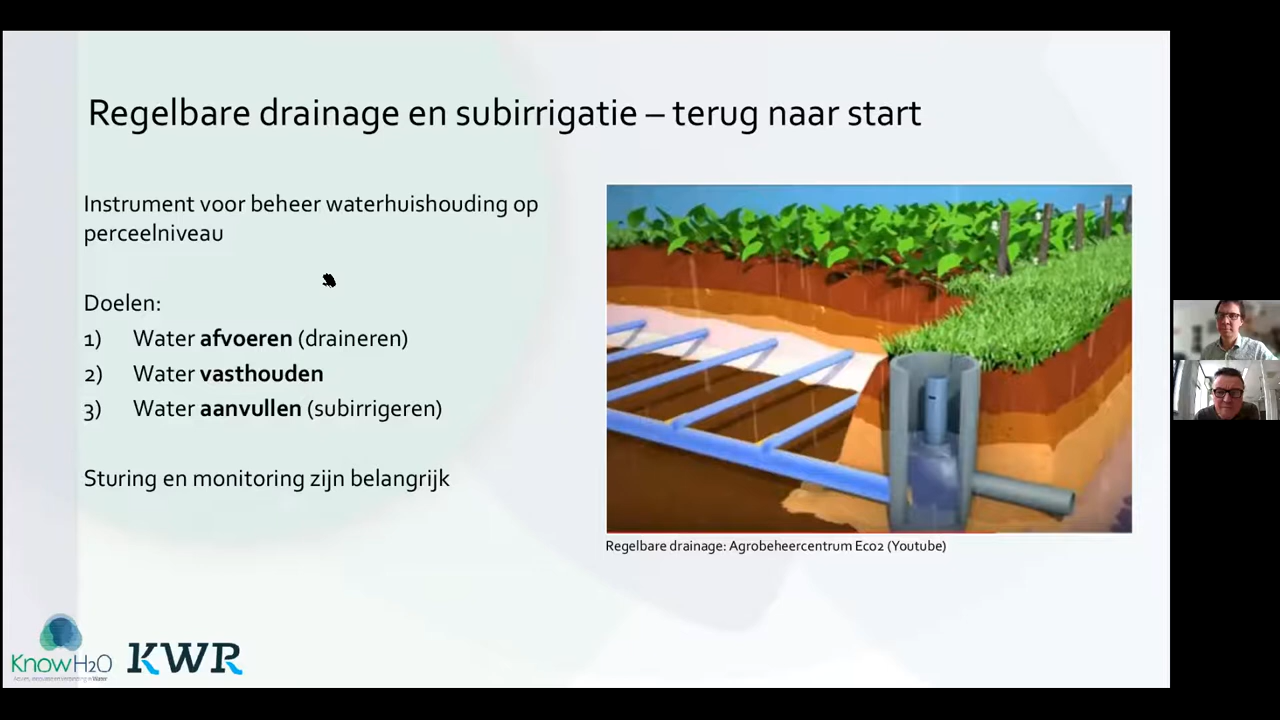 Regelbare drainage en subirrigatie – terug naar start
Instrument voor beheer waterhuishouding op
perceelniveau
Doelen:
1) Water afvoeren (draineren)
2) Water vasthouden
3) Water aanvullen (subirrigeren)
Sturing en monitoring zijn belangrijk
Regelbare drainage: Agrobeheercentrum Eco2 (Youtube)
KnowH2O
KWR